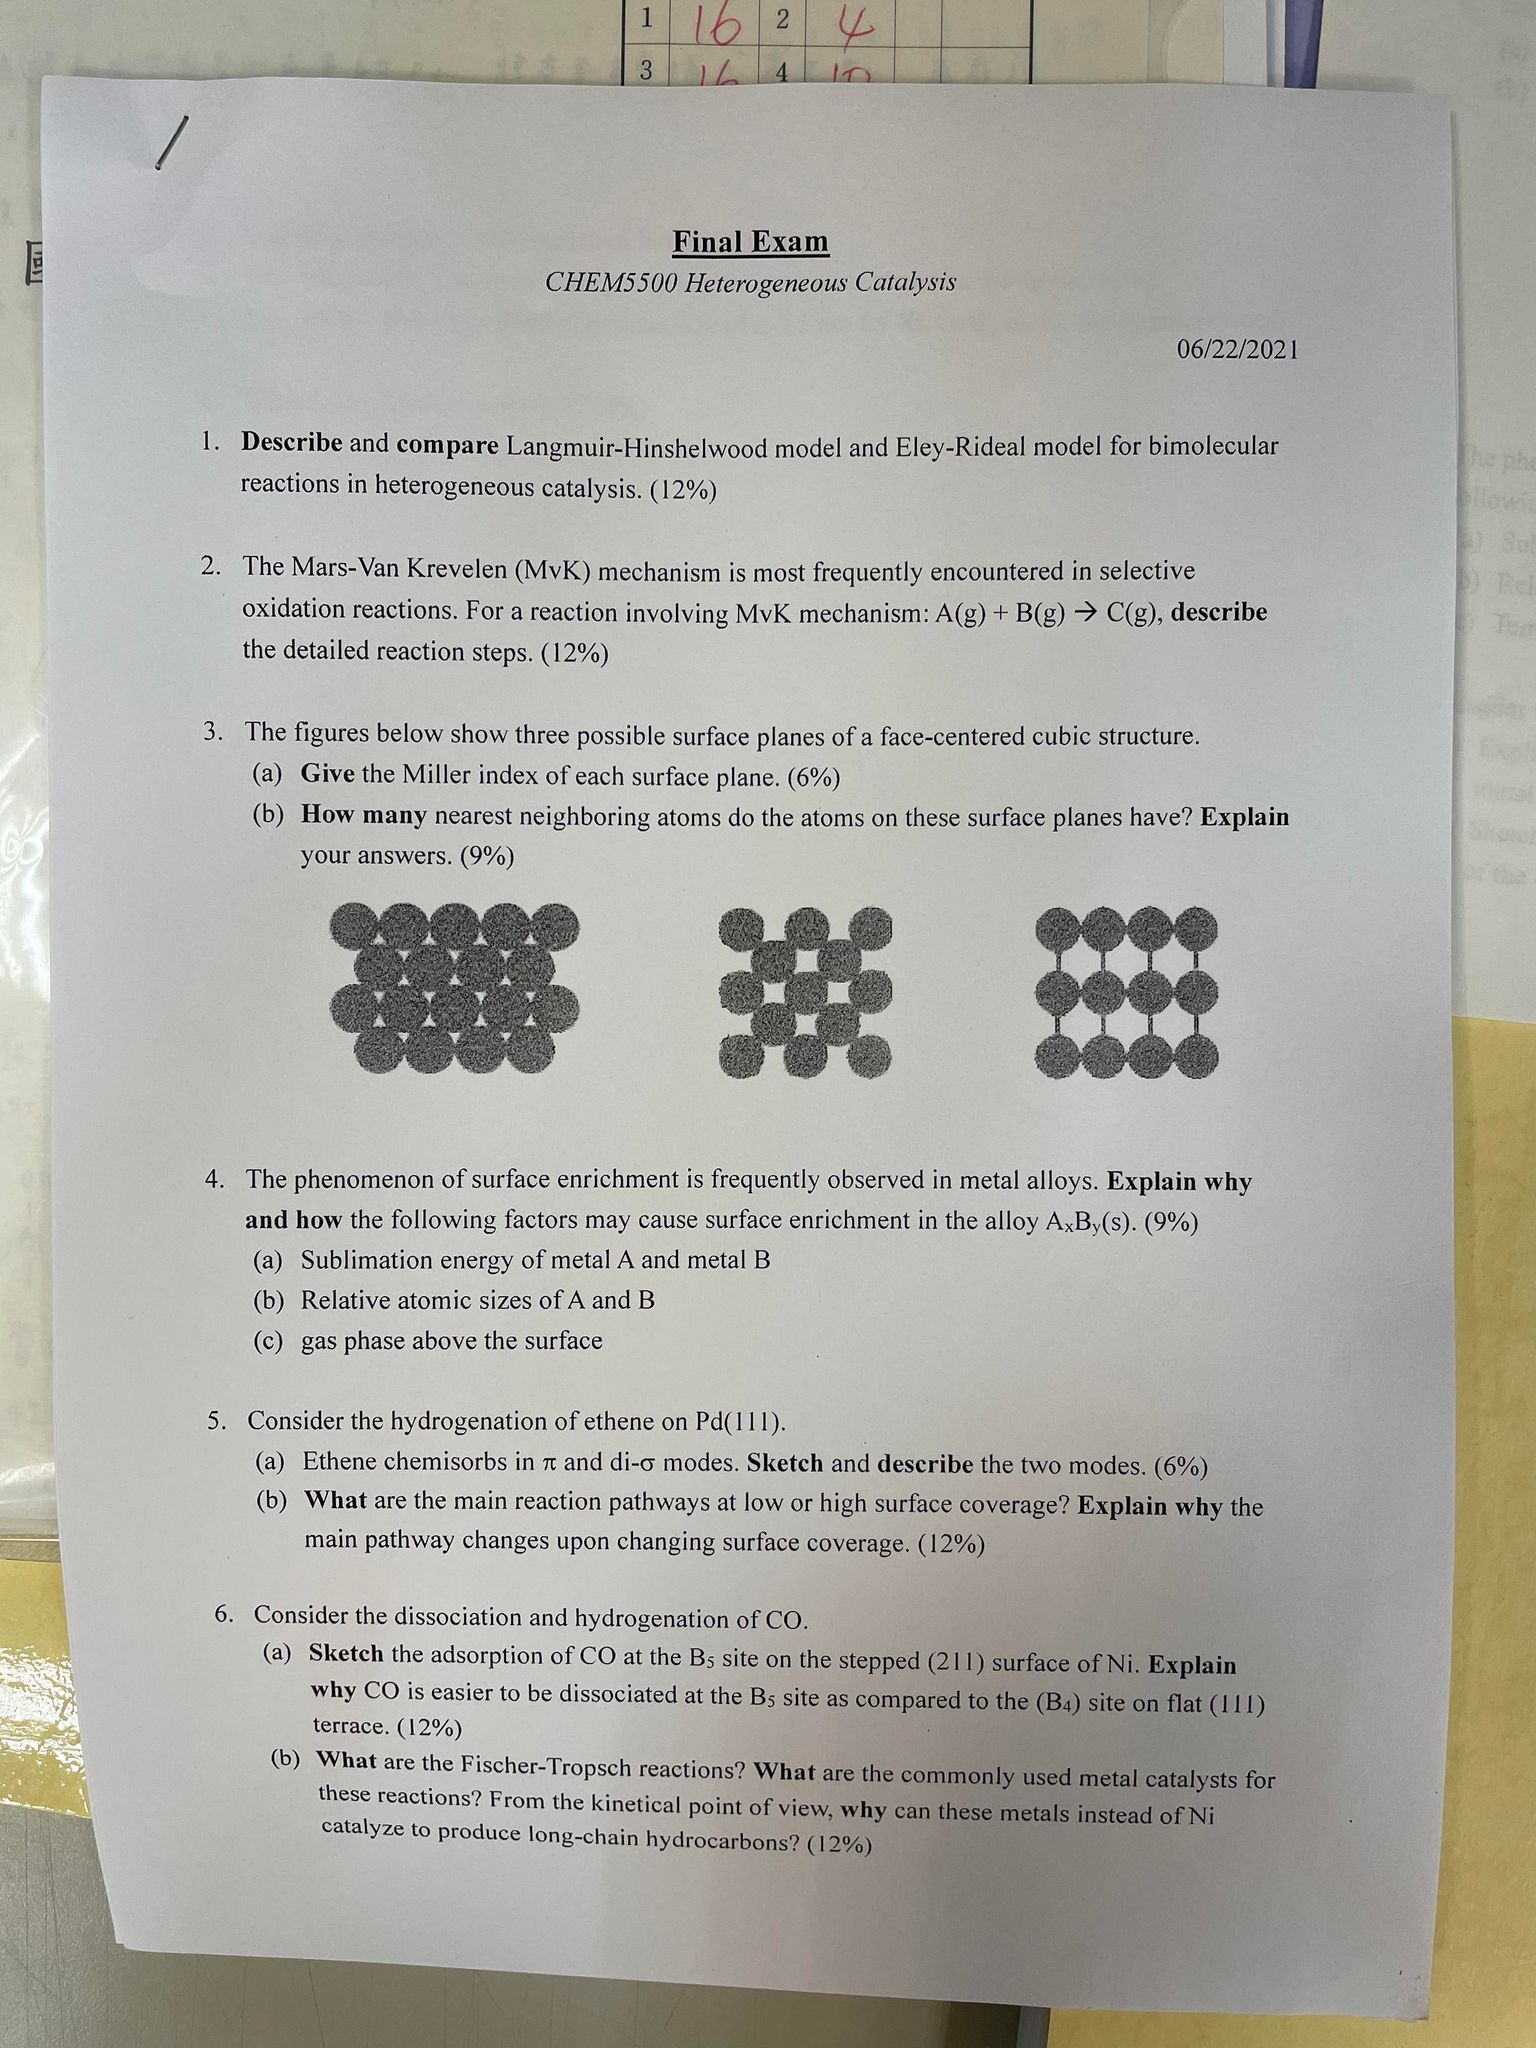 1 16 2 4
3 16 4 10
Final Exam
CHEM5500 Heterogeneous Catalysis
06/22/2021
1. Describe and compare Langmuir-Hinshelwood model and Eley-Rideal model for bimolecular
reactions in heterogeneous catalysis. (12%)
2. The Mars-Van Krevelen (MvK) mechanism is most frequently encountered in selective
oxidation reactions. For a reaction involving MvK mechanism: A(g) + B(g) → C(g), describe
the detailed reaction steps. (12%)
3. The figures below show three possible surface planes of a face-centered cubic structure.
(a) Give the Miller index of each surface plane. (6%)
(b) How many nearest neighboring atoms do the atoms on these surface planes have? Explain
your answers. (9%)
4. The phenomenon of surface enrichment is frequently observed in metal alloys. Explain why
and how the following factors may cause surface enrichment in the alloy AₓBᵧ(s). (9%)
(a) Sublimation energy of metal A and metal B
(b) Relative atomic sizes of A and B
(c) gas phase above the surface
5. Consider the hydrogenation of ethene on Pd(111).
(a) Ethene chemisorbs in π and di-σ modes. Sketch and describe the two modes. (6%)
(b) What are the main reaction pathways at low or high surface coverage? Explain why the
main pathway changes upon changing surface coverage. (12%)
6. Consider the dissociation and hydrogenation of CO.
(a) Sketch the adsorption of CO at the B₅ site on the stepped (211) surface of Ni. Explain
why CO is easier to be dissociated at the B₅ site as compared to the (B₄) site on flat (111)
terrace. (12%)
(b) What are the Fischer-Tropsch reactions? What are the commonly used metal catalysts for
these reactions? From the kinetical point of view, why can these metals instead of Ni
catalyze to produce long-chain hydrocarbons? (12%)